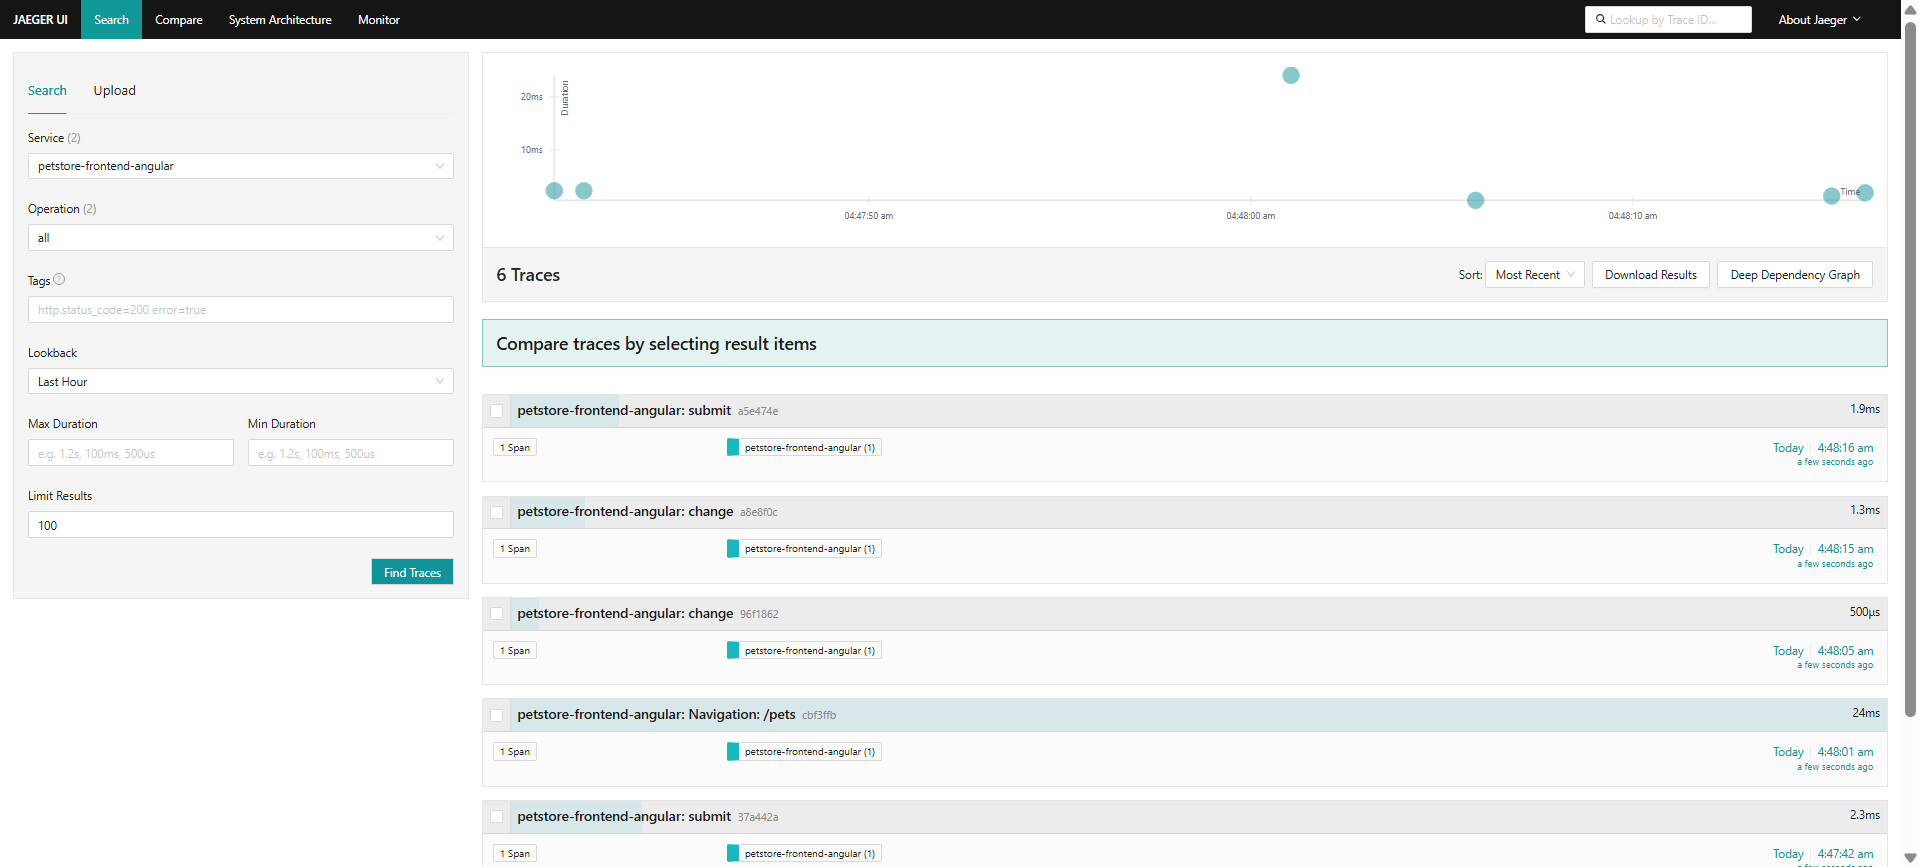 JAEGER UI Search Compare System Architecture Monitor Lookup by Trace ID... About Jaeger
Search Upload
Service (2)
petstore-frontend-angular
Operation (2)
all
Tags ?
http.status_code=200 error=true
Lookback
Last Hour
Max Duration Min Duration
e.g. 1.2s, 100ms, 500us e.g. 1.2s, 100ms, 500us
Limit Results
100
Find Traces
Duration
20ms
10ms
Time
04:47:50 am 04:48:00 am 04:48:10 am
6 Traces Sort: Most Recent Download Results Deep Dependency Graph
Compare traces by selecting result items
petstore-frontend-angular: submit a5e474e 1.9ms
1 Span petstore-frontend-angular (1) Today 4:48:16 am
a few seconds ago
petstore-frontend-angular: change a8e8f0c 1.3ms
1 Span petstore-frontend-angular (1) Today 4:48:15 am
a few seconds ago
petstore-frontend-angular: change 96f1862 500μs
1 Span petstore-frontend-angular (1) Today 4:48:05 am
a few seconds ago
petstore-frontend-angular: Navigation: /pets cbf3ffb 24ms
1 Span petstore-frontend-angular (1) Today 4:48:01 am
a few seconds ago
petstore-frontend-angular: submit 37a442a 2.3ms
1 Span petstore-frontend-angular (1) Today 4:47:42 am